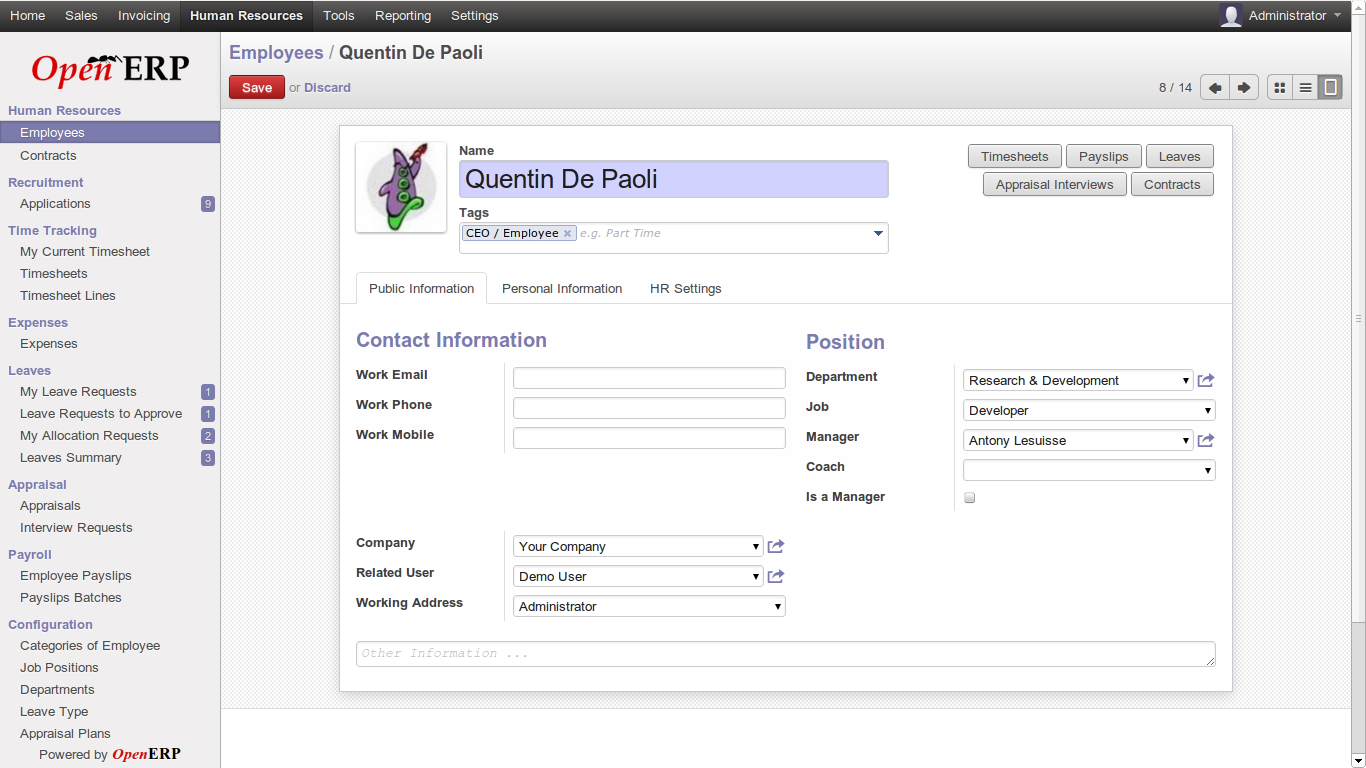 Home Sales Invoicing Human Resources Tools Reporting Settings Administrator
Open ERP
Human Resources
Employees
Contracts
Recruitment
Applications 9
Time Tracking
My Current Timesheet
Timesheets
Timesheet Lines
Expenses
Expenses
Leaves
My Leave Requests 1
Leave Requests to Approve 1
My Allocation Requests 2
Leaves Summary 3
Appraisal
Appraisals
Interview Requests
Payroll
Employee Payslips
Payslips Batches
Configuration
Categories of Employee
Job Positions
Departments
Leave Type
Appraisal Plans
Powered by OpenERP
Employees / Quentin De Paoli
Save or Discard
8 / 14
Name
Quentin De Paoli
Tags
CEO / Employee × e.g. Part Time
Timesheets Payslips Leaves
Appraisal Interviews Contracts
Public Information Personal Information HR Settings
Contact Information
Work Email
Work Phone
Work Mobile
Position
Department Research & Development
Job Developer
Manager Antony Lesuisse
Coach
Is a Manager
Company Your Company
Related User Demo User
Working Address Administrator
Other Information ...